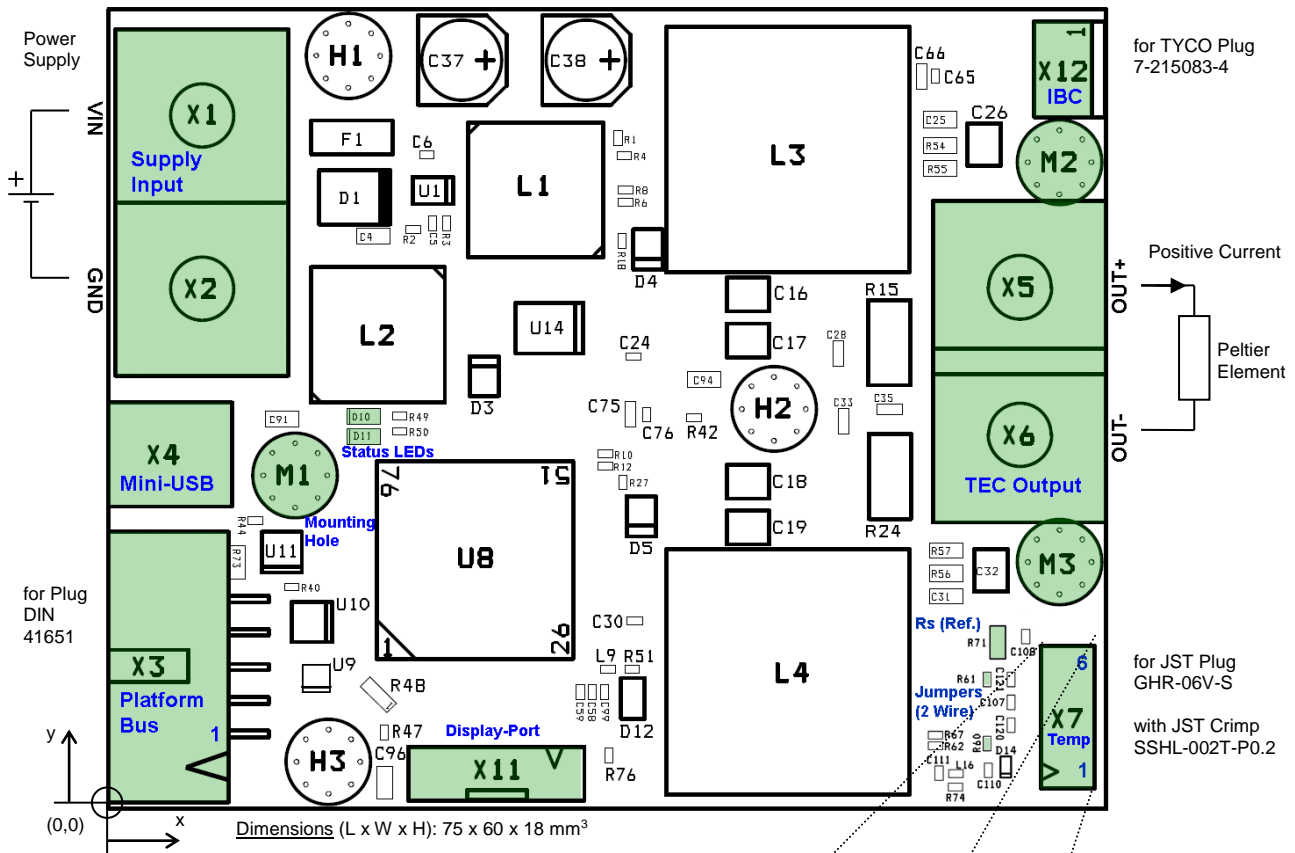 Power
Supply
VIN
GND
+
X1
Supply
Input
X2
H1
C37
+
C38
+
F1
C6
D1
U1
C4
R2
C5
R3
L1
R1
R4
R8
R6
R18
D4
L3
C66
C65
C25
R54
R55
C26
1
X12
IBC
M2
for TYCO Plug
7-215083-4
L2
U14
D3
C24
C16
C17
R15
C28
X5
OUT+
Positive Current
Peltier
Element
C94
C75
C76
R42
H2
C33
C35
X6
OUT-
TEC Output
X4
Mini-USB
C91
D10
D11
R49
R50
Status LEDs
M1
Mounting
Hole
R10
R12
R27
D5
C18
C19
R24
76
51
U8
1
26
R44
R73
U11
R40
U10
U9
for Plug
DIN
41651
X3
Platform
Bus
1
R48
R47
H3
C96
Display-Port
X11
C30
L9
R51
C59
C58
C99
D12
R76
L4
R57
R56
C31
C32
M3
Rs (Ref.)
R71
C108
R61
C121
Jumpers
(2 Wire)
C107
C120
R67
R62
R60
D14
C111
L16
C110
R74
6
X7
Temp
1
for JST Plug
GHR-06V-S
with JST Crimp
SSHL-002T-P0.2
y
x
(0,0)
Dimensions (L x W x H): 75 x 60 x 18 mm³